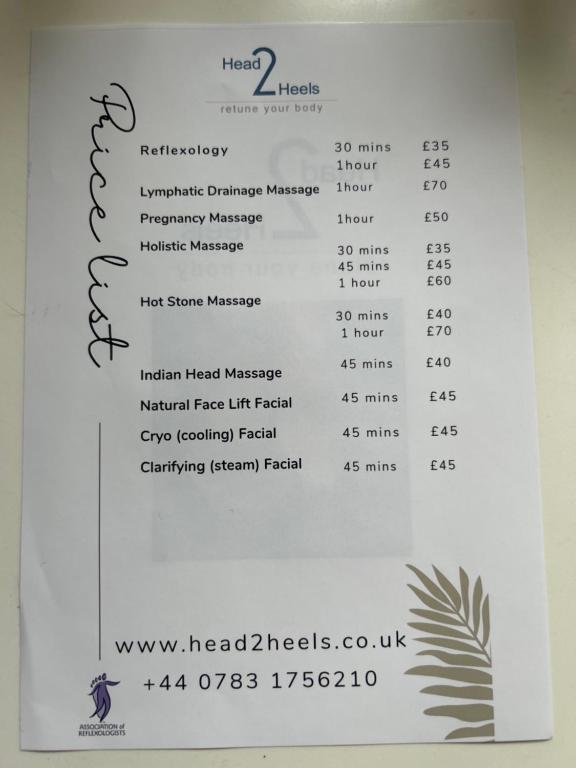 Head 2 Heels
retune your body
Price list
Reflexology 30 mins £35
1hour £45
Lymphatic Drainage Massage 1hour £70
Pregnancy Massage 1hour £50
Holistic Massage
30 mins £35
45 mins £45
1 hour £60
Hot Stone Massage
30 mins £40
1 hour £70
Indian Head Massage 45 mins £40
Natural Face Lift Facial 45 mins £45
Cryo (cooling) Facial 45 mins £45
Clarifying (steam) Facial 45 mins £45
www.head2heels.co.uk
+44 0783 1756210
ASSOCIATION of
REFLEXOLOGISTS